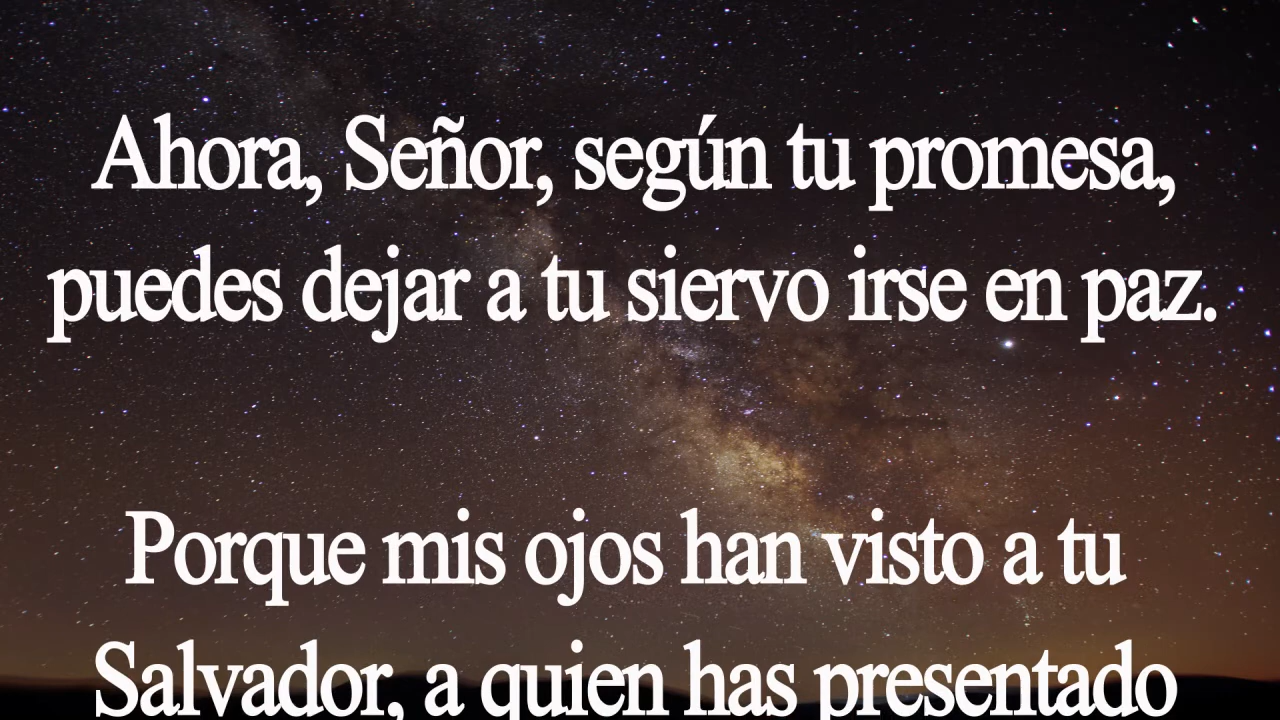 Ahora, Señor, según tu promesa,
puedes dejar a tu siervo irse en paz.
Porque mis ojos han visto a tu
Salvador, a quien has presentado